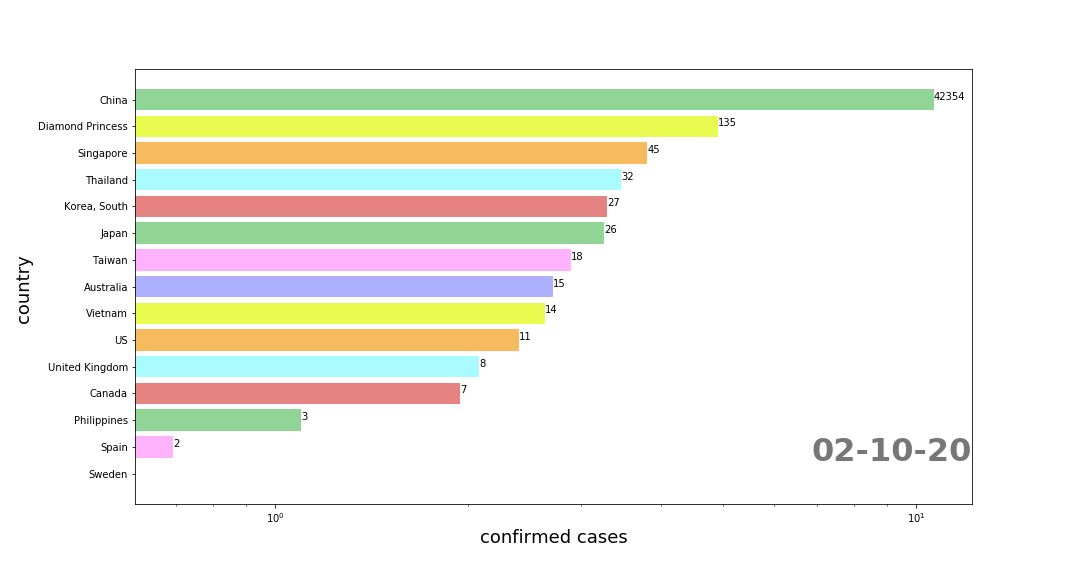 China 42354
Diamond Princess 135
Singapore 45
Thailand 32
Korea, South 27
Japan 26
Taiwan 18
Australia 15
Vietnam 14
US 11
United Kingdom 8
Canada 7
Philippines 3
Spain 2
Sweden
02-10-20
10⁰ 10¹
confirmed cases
country